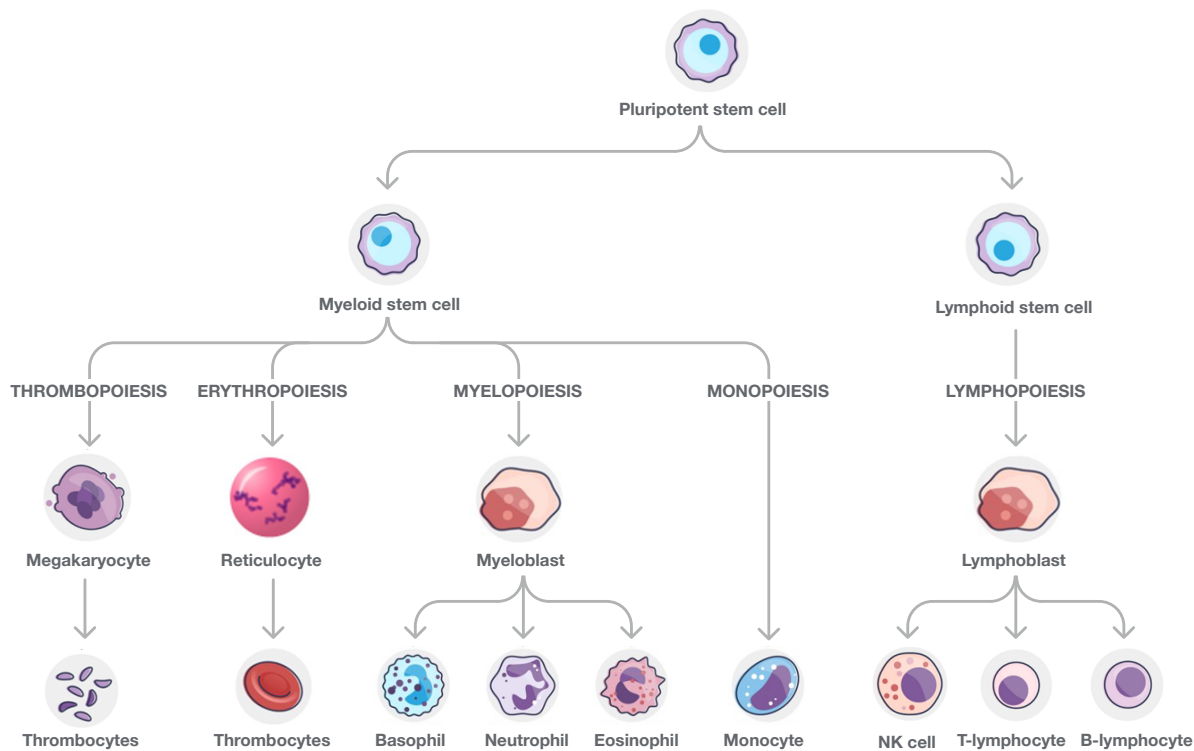 Pluripotent stem cell
Myeloid stem cell
Lymphoid stem cell
THROMBOPOIESIS
ERYTHROPOIESIS
MYELOPOIESIS
MONOPOIESIS
LYMPHOPOIESIS
Megakaryocyte
Reticulocyte
Myeloblast
Lymphoblast
Thrombocytes
Thrombocytes
Basophil
Neutrophil
Eosinophil
Monocyte
NK cell
T-lymphocyte
B-lymphocyte